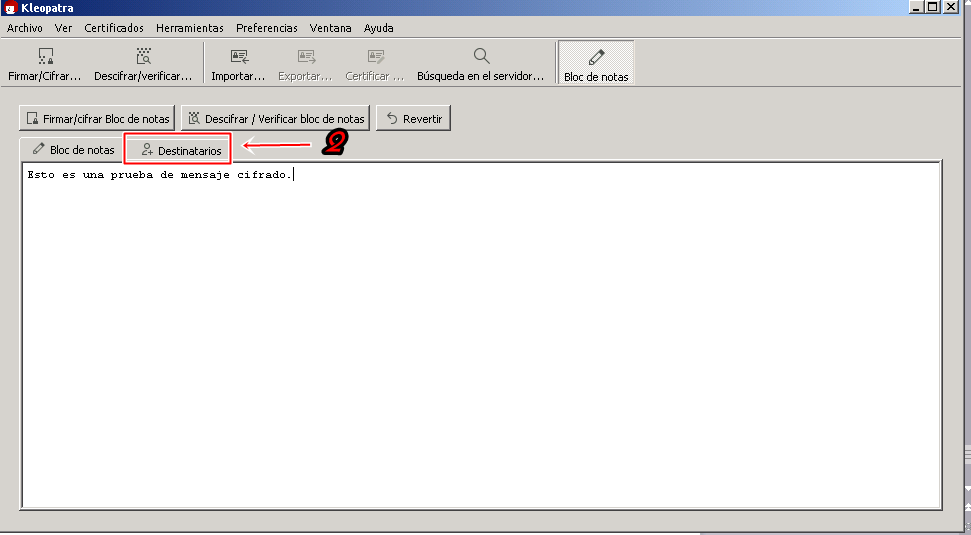 Kleopatra
Archivo Ver Certificados Herramientas Preferencias Ventana Ayuda
Firmar/Cifrar... Descifrar/verificar... Importar... Exportar... Certificar ... Búsqueda en el servidor... Bloc de notas
Firmar/cifrar Bloc de notas Descifrar / Verificar bloc de notas Revertir
Bloc de notas Destinatarios 2
Esto es una prueba de mensaje cifrado.